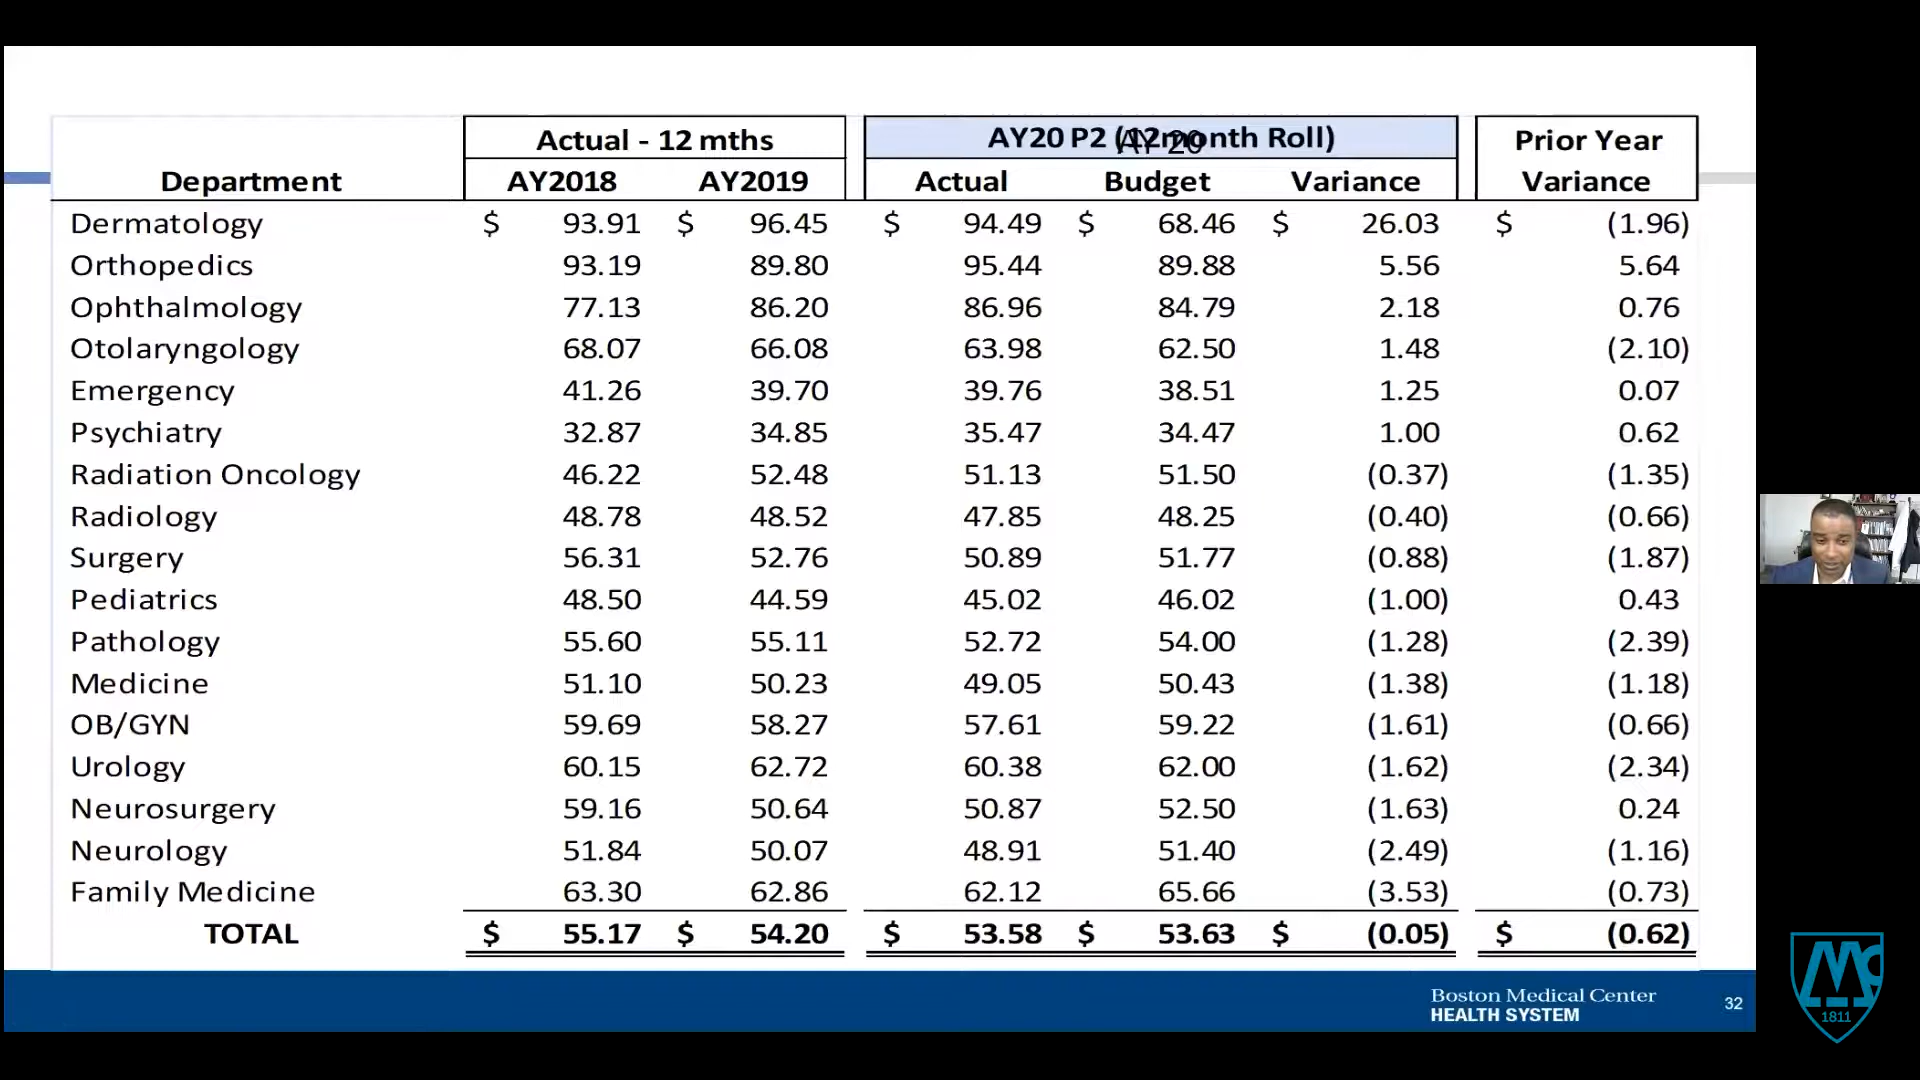 Actual - 12 mths AY20 P2 (12month Roll) Prior Year
AY 20
Department AY2018 AY2019 Actual Budget Variance Variance
Dermatology $ 93.91 $ 96.45 $ 94.49 $ 68.46 $ 26.03 $ (1.96)
Orthopedics 93.19 89.80 95.44 89.88 5.56 5.64
Ophthalmology 77.13 86.20 86.96 84.79 2.18 0.76
Otolaryngology 68.07 66.08 63.98 62.50 1.48 (2.10)
Emergency 41.26 39.70 39.76 38.51 1.25 0.07
Psychiatry 32.87 34.85 35.47 34.47 1.00 0.62
Radiation Oncology 46.22 52.48 51.13 51.50 (0.37) (1.35)
Radiology 48.78 48.52 47.85 48.25 (0.40) (0.66)
Surgery 56.31 52.76 50.89 51.77 (0.88) (1.87)
Pediatrics 48.50 44.59 45.02 46.02 (1.00) 0.43
Pathology 55.60 55.11 52.72 54.00 (1.28) (2.39)
Medicine 51.10 50.23 49.05 50.43 (1.38) (1.18)
OB/GYN 59.69 58.27 57.61 59.22 (1.61) (0.66)
Urology 60.15 62.72 60.38 62.00 (1.62) (2.34)
Neurosurgery 59.16 50.64 50.87 52.50 (1.63) 0.24
Neurology 51.84 50.07 48.91 51.40 (2.49) (1.16)
Family Medicine 63.30 62.86 62.12 65.66 (3.53) (0.73)
TOTAL $ 55.17 $ 54.20 $ 53.58 $ 53.63 $ (0.05) $ (0.62)
Boston Medical Center
HEALTH SYSTEM
32
MC
1811